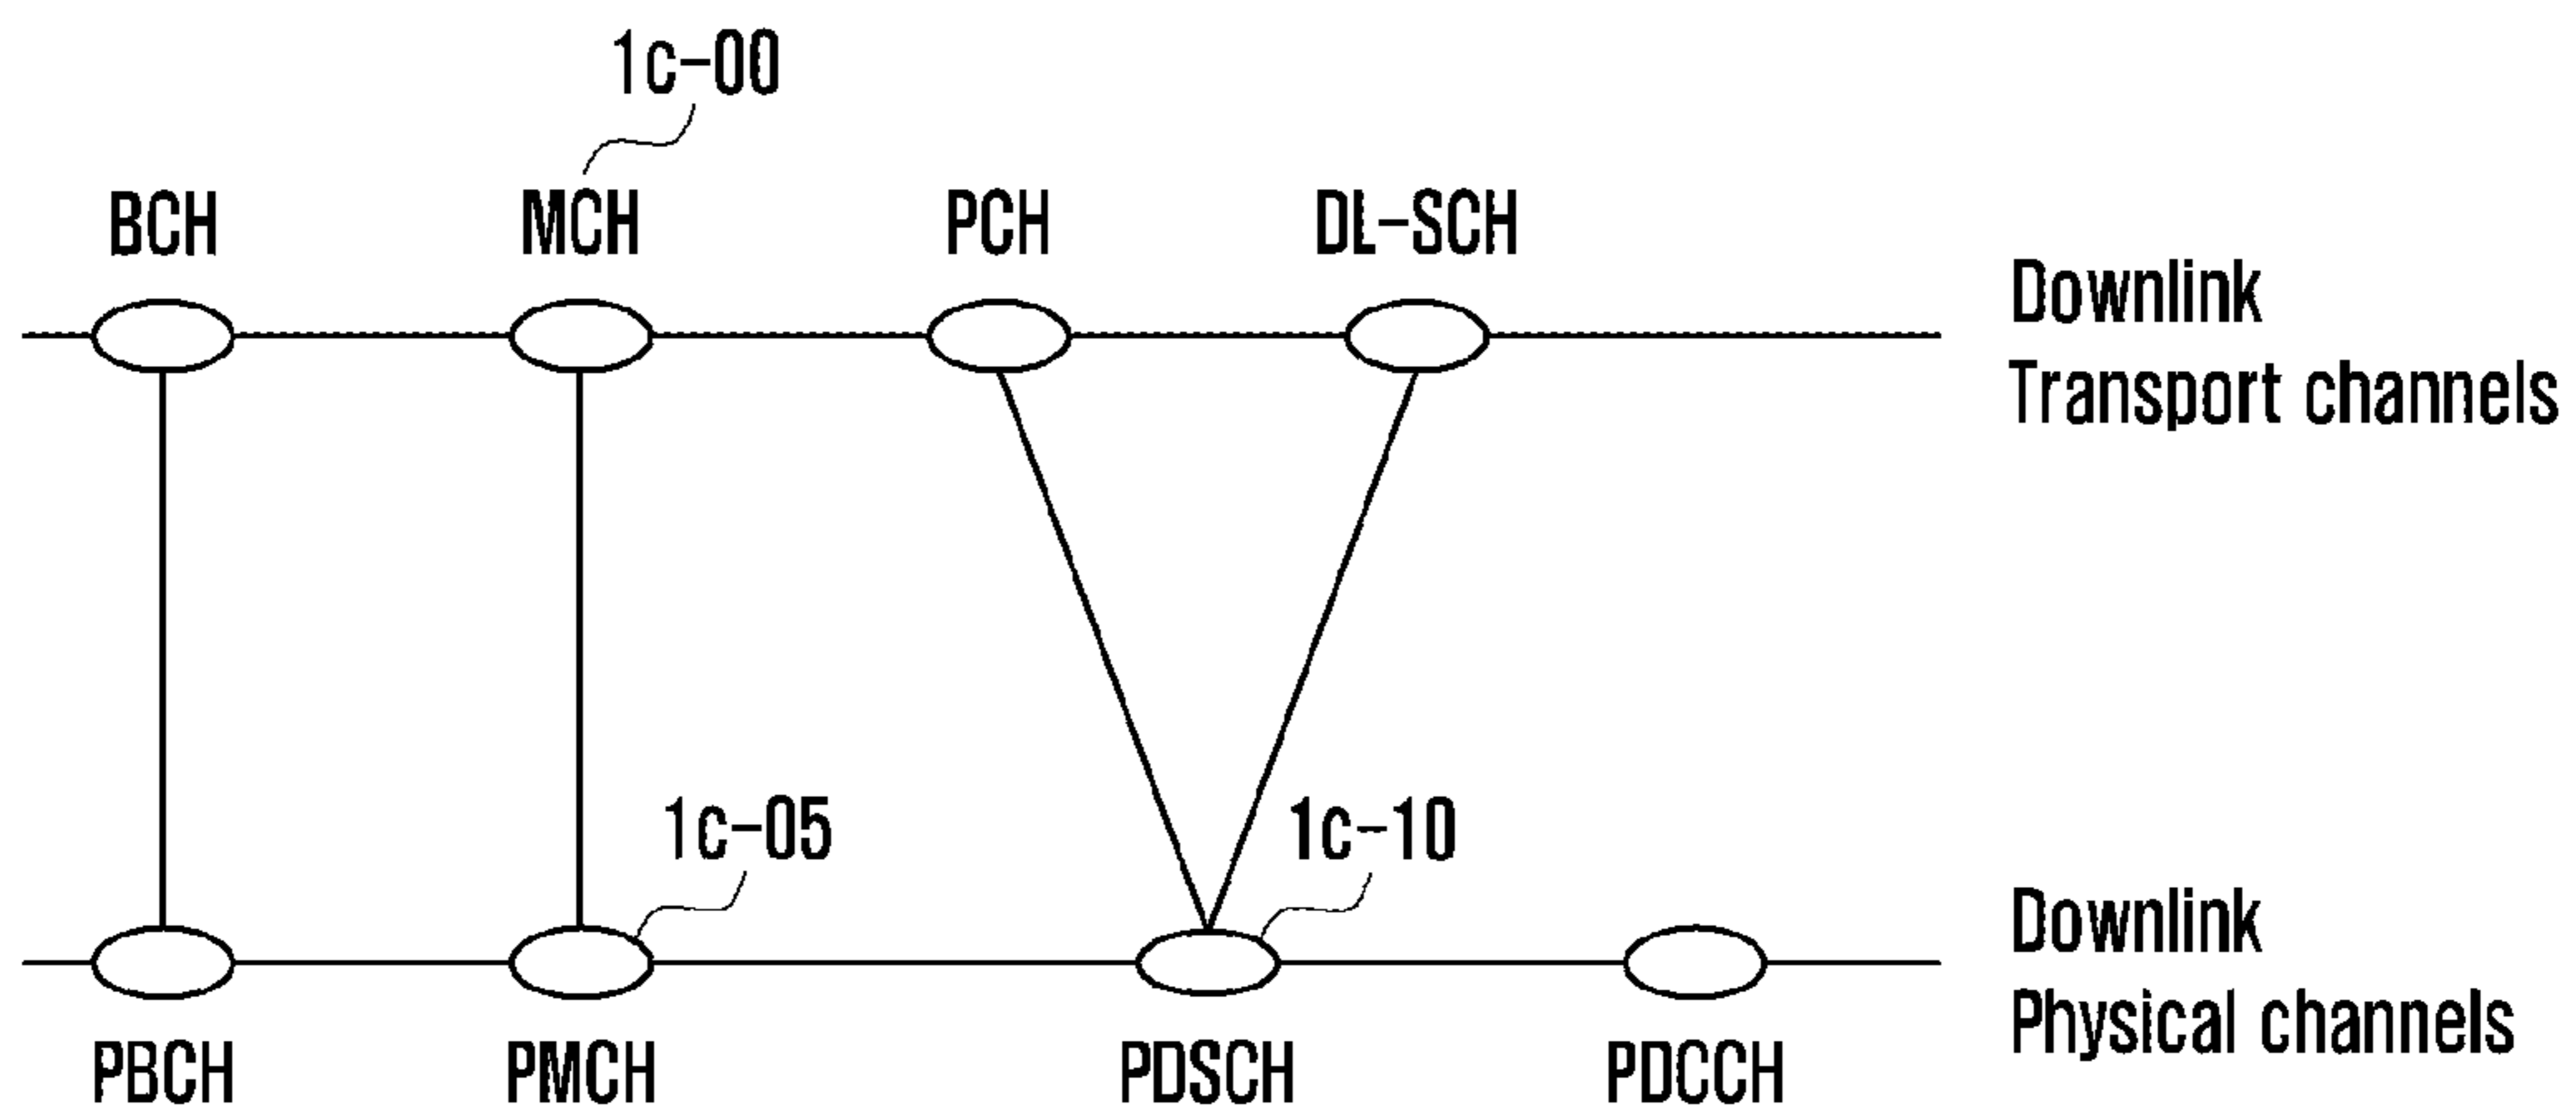 1c-00
BCH
MCH
PCH
DL-SCH
Downlink
Transport channels
1c-05
1c-10
Downlink
Physical channels
PBCH
PMCH
PDSCH
PDCCH